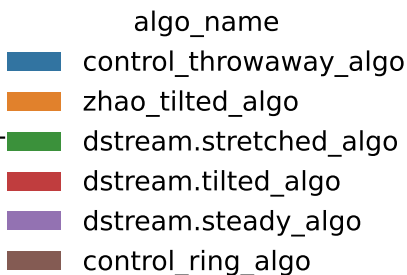 algo_name
control_throwaway_algo
zhao_tilted_algo
dstream.stretched_algo
dstream.tilted_algo
dstream.steady_algo
control_ring_algo